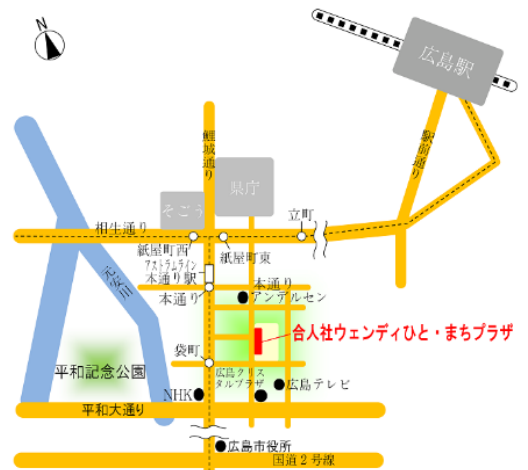 N
広島駅
鯉城通り
県庁
駅前通り
そごう
立町
相生通り
紙屋町西
紙屋町東
アストラムライン
本通り駅
元安川
本通り
本通り
アンデルセン
合人社ウェンディひと・まちプラザ
袋町
平和記念公園
広島クリス
タルプラザ
広島テレビ
NHK
平和大通り
広島市役所
国道2号線